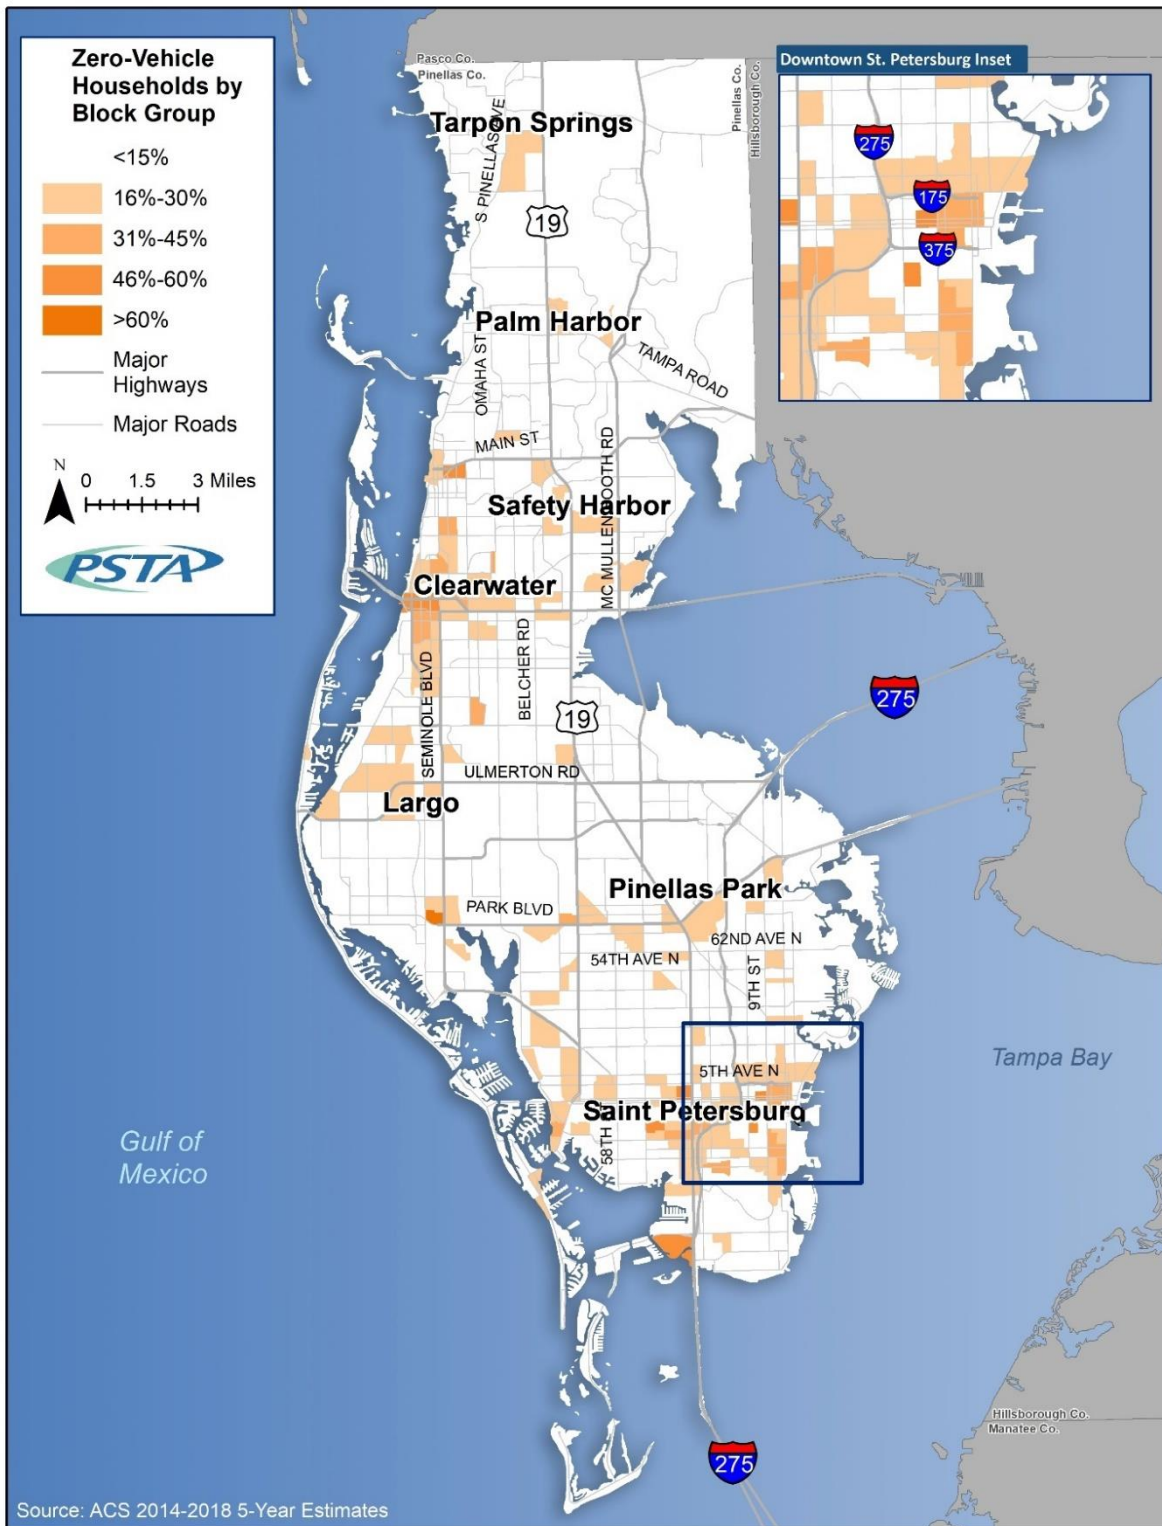 Zero-Vehicle
Households by
Block Group
<15%
16%-30%
31%-45%
46%-60%
>60%
Major
Highways
Major Roads
N
0 1.5 3 Miles
PSTA
Pasco Co.
Pinellas Co.
Pinellas Co.
Hillsborough Co.
Downtown St. Petersburg Inset
275
175
375
Tarpon Springs
S PINELLAS AVE
19
Palm Harbor
OMAHA ST
TAMPA ROAD
MAIN ST
MC MULLEN BOOTH RD
Safety Harbor
Clearwater
BELCHER RD
SEMINOLE BLVD
19
275
ULMERTON RD
Largo
Pinellas Park
PARK BLVD
62ND AVE N
54TH AVE N
9TH ST
5TH AVE N
Saint Petersburg
58TH
Tampa Bay
Gulf of
Mexico
Hillsborough Co.
Manatee Co.
275
Source: ACS 2014-2018 5-Year Estimates